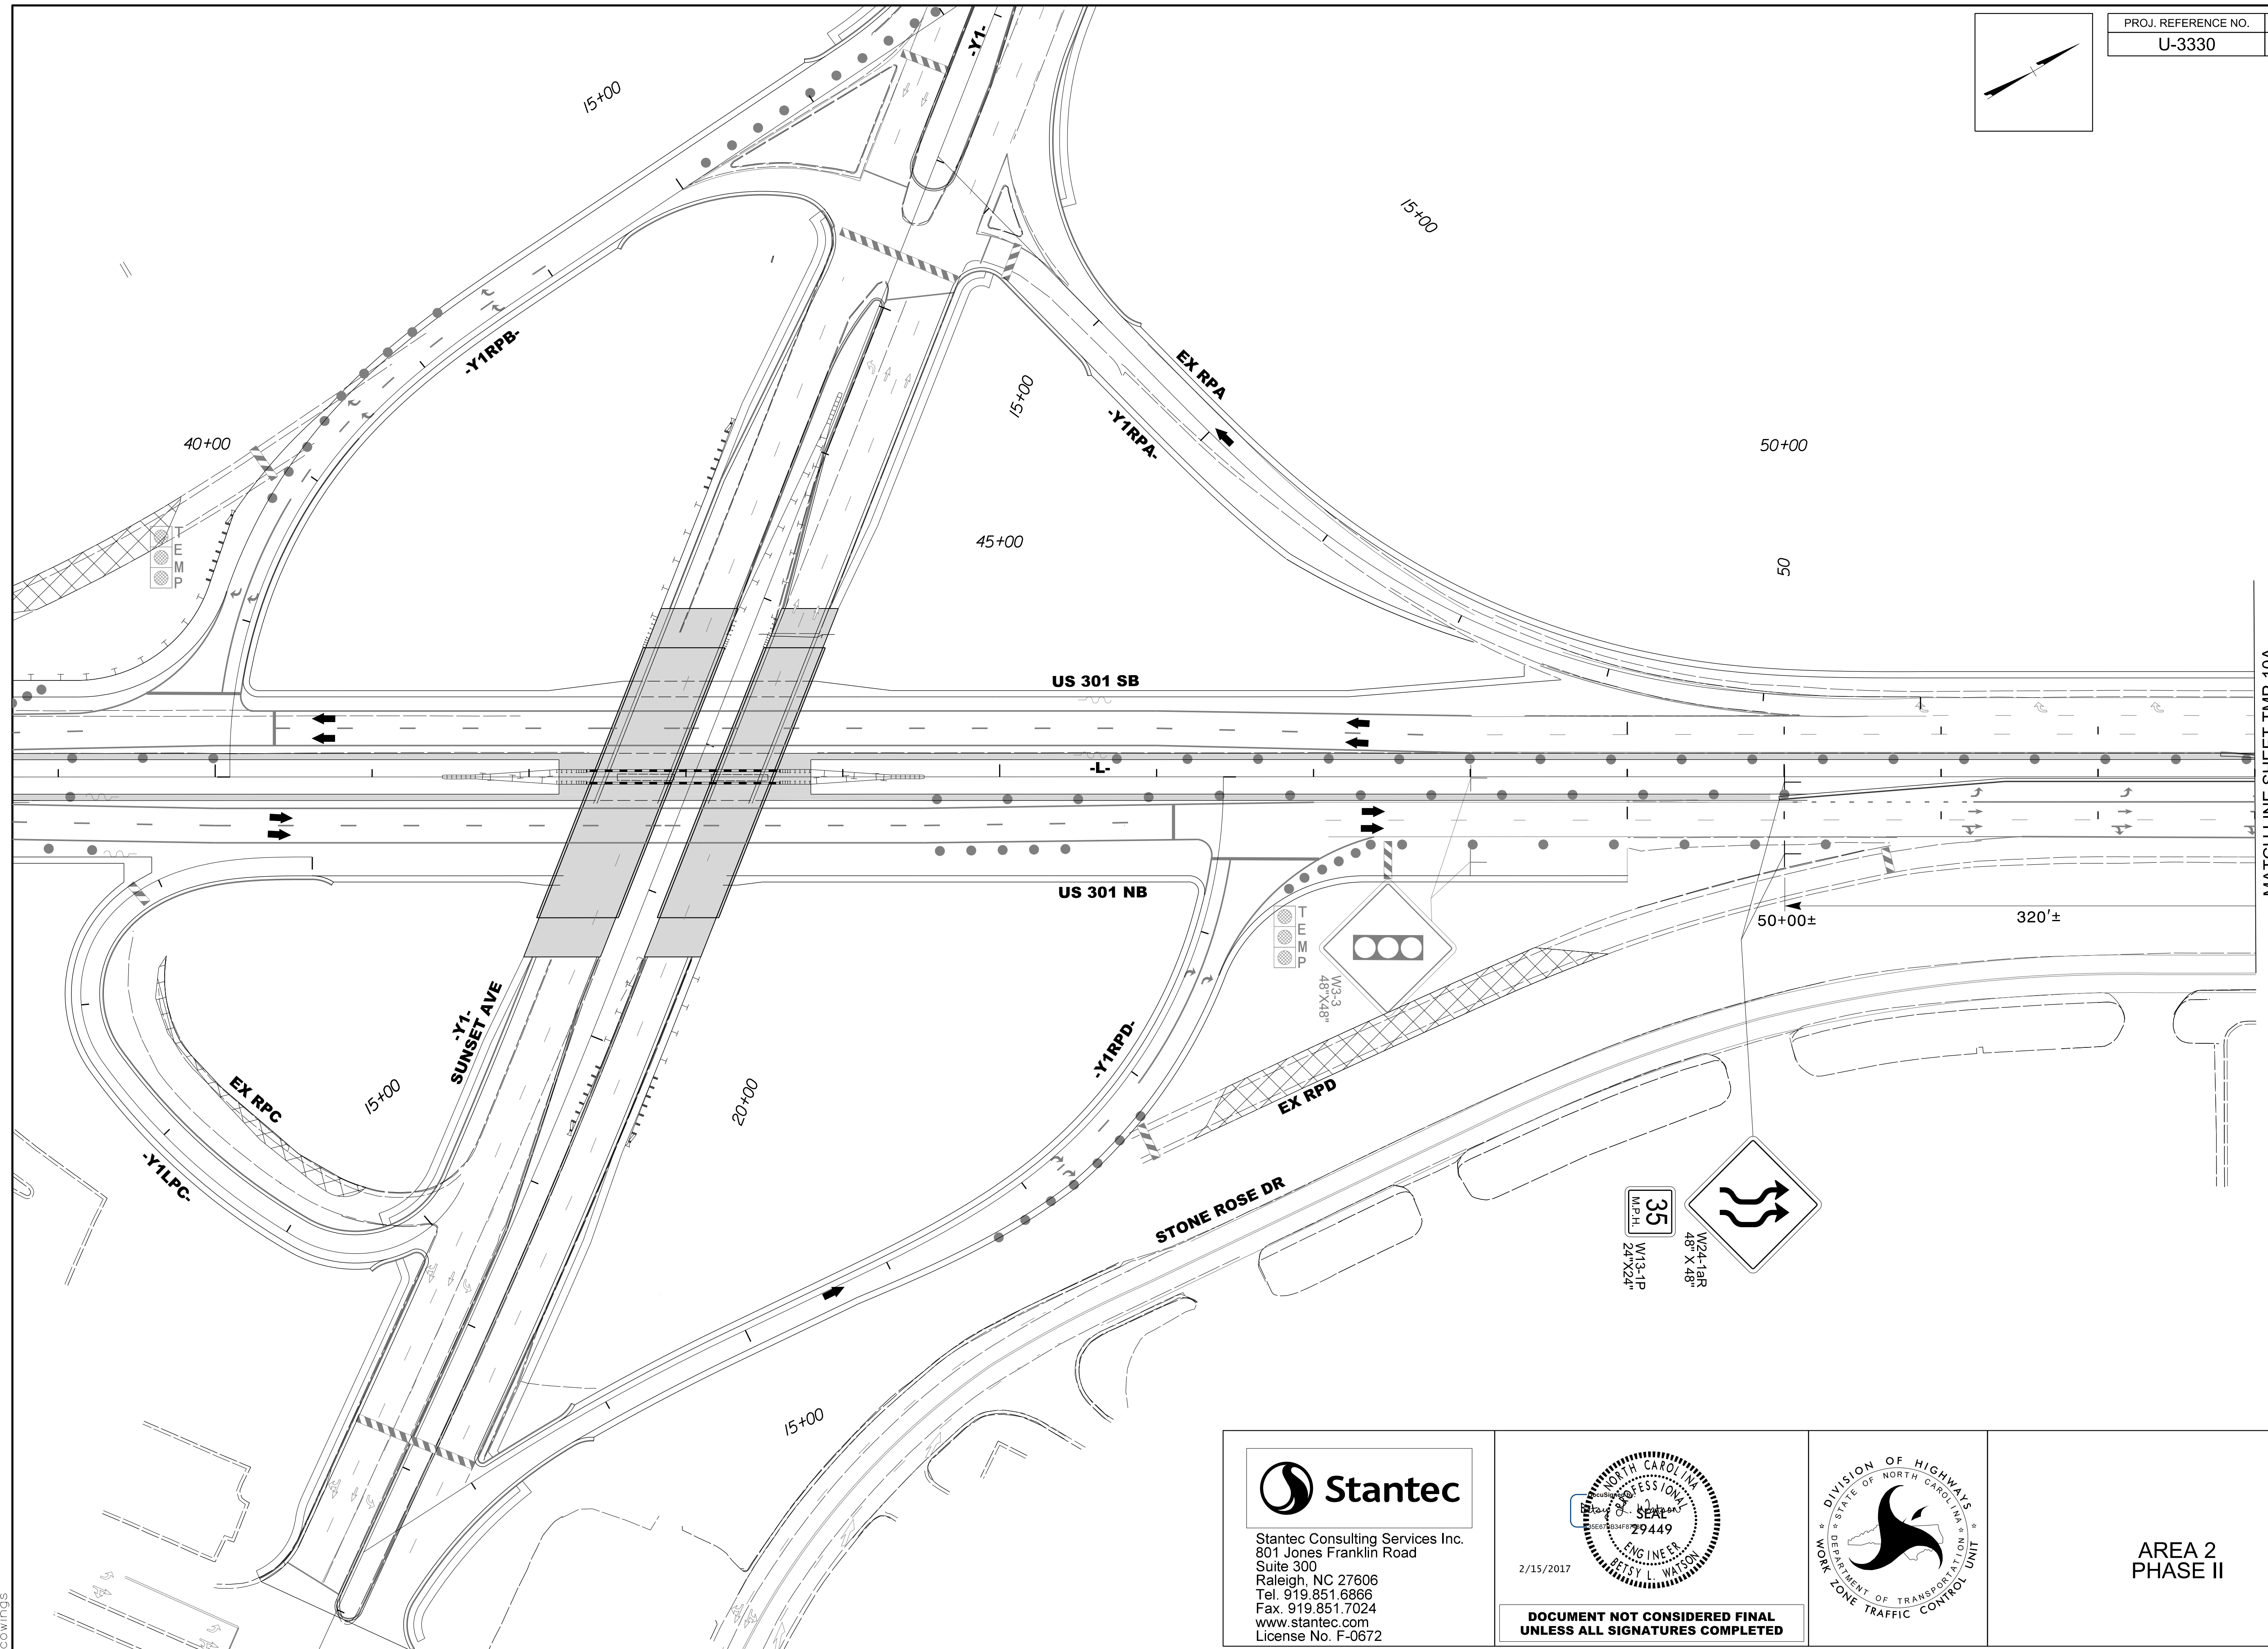 PROJ. REFERENCE NO.
U-3330
-Y1-
15+00
15+00
-Y1RPB-
EX RPA
15+00
-Y1RPA-
40+00
50+00
45+00
50
TEMP
US 301 SB
-L-
US 301 NB
50+00±
320'±
TEMP
W3-3
48"X48"
-Y1-
SUNSET AVE
-Y1RPD-
EX RPC
15+00
20+00
EX RPD
-Y1LPC-
STONE ROSE DR
35
M.P.H.
W13-1P
24"X24"
W24-1aR
48" X 48"
15+00
Stantec
Stantec Consulting Services Inc.
801 Jones Franklin Road
Suite 300
Raleigh, NC 27606
Tel. 919.851.6866
Fax. 919.851.7024
www.stantec.com
License No. F-0672
NORTH CAROLINA
PROFESSIONAL
SEAL
29449
ENGINEER
BETSY L. WATSON
2/15/2017
DOCUMENT NOT CONSIDERED FINAL
UNLESS ALL SIGNATURES COMPLETED
DIVISION OF HIGHWAYS
STATE OF NORTH CAROLINA
DEPARTMENT OF TRANSPORTATION
WORK ZONE TRAFFIC CONTROL UNIT
AREA 2
PHASE II